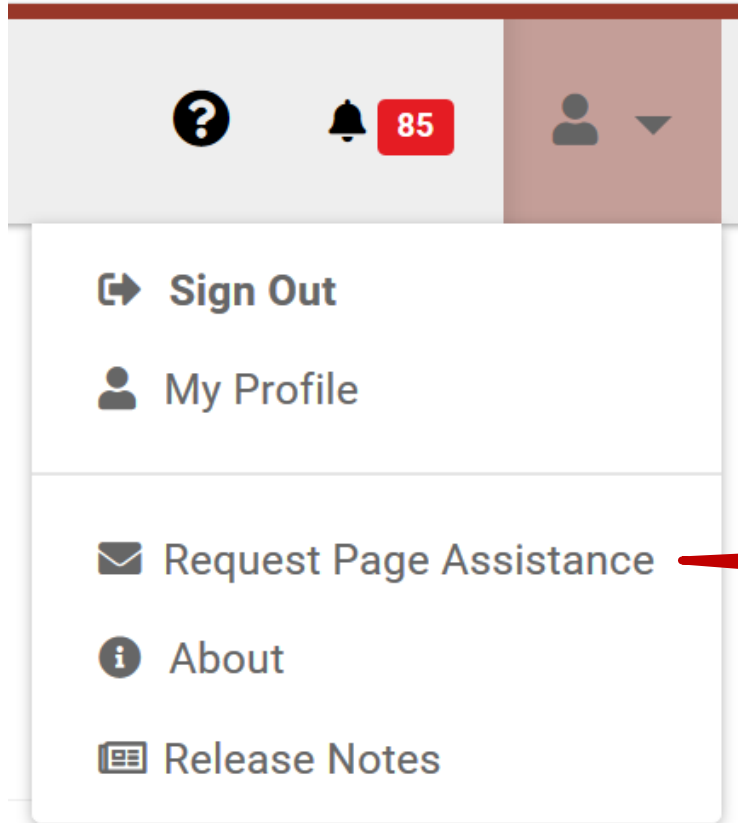 85
Sign Out
My Profile
Request Page Assistance
About
Release Notes